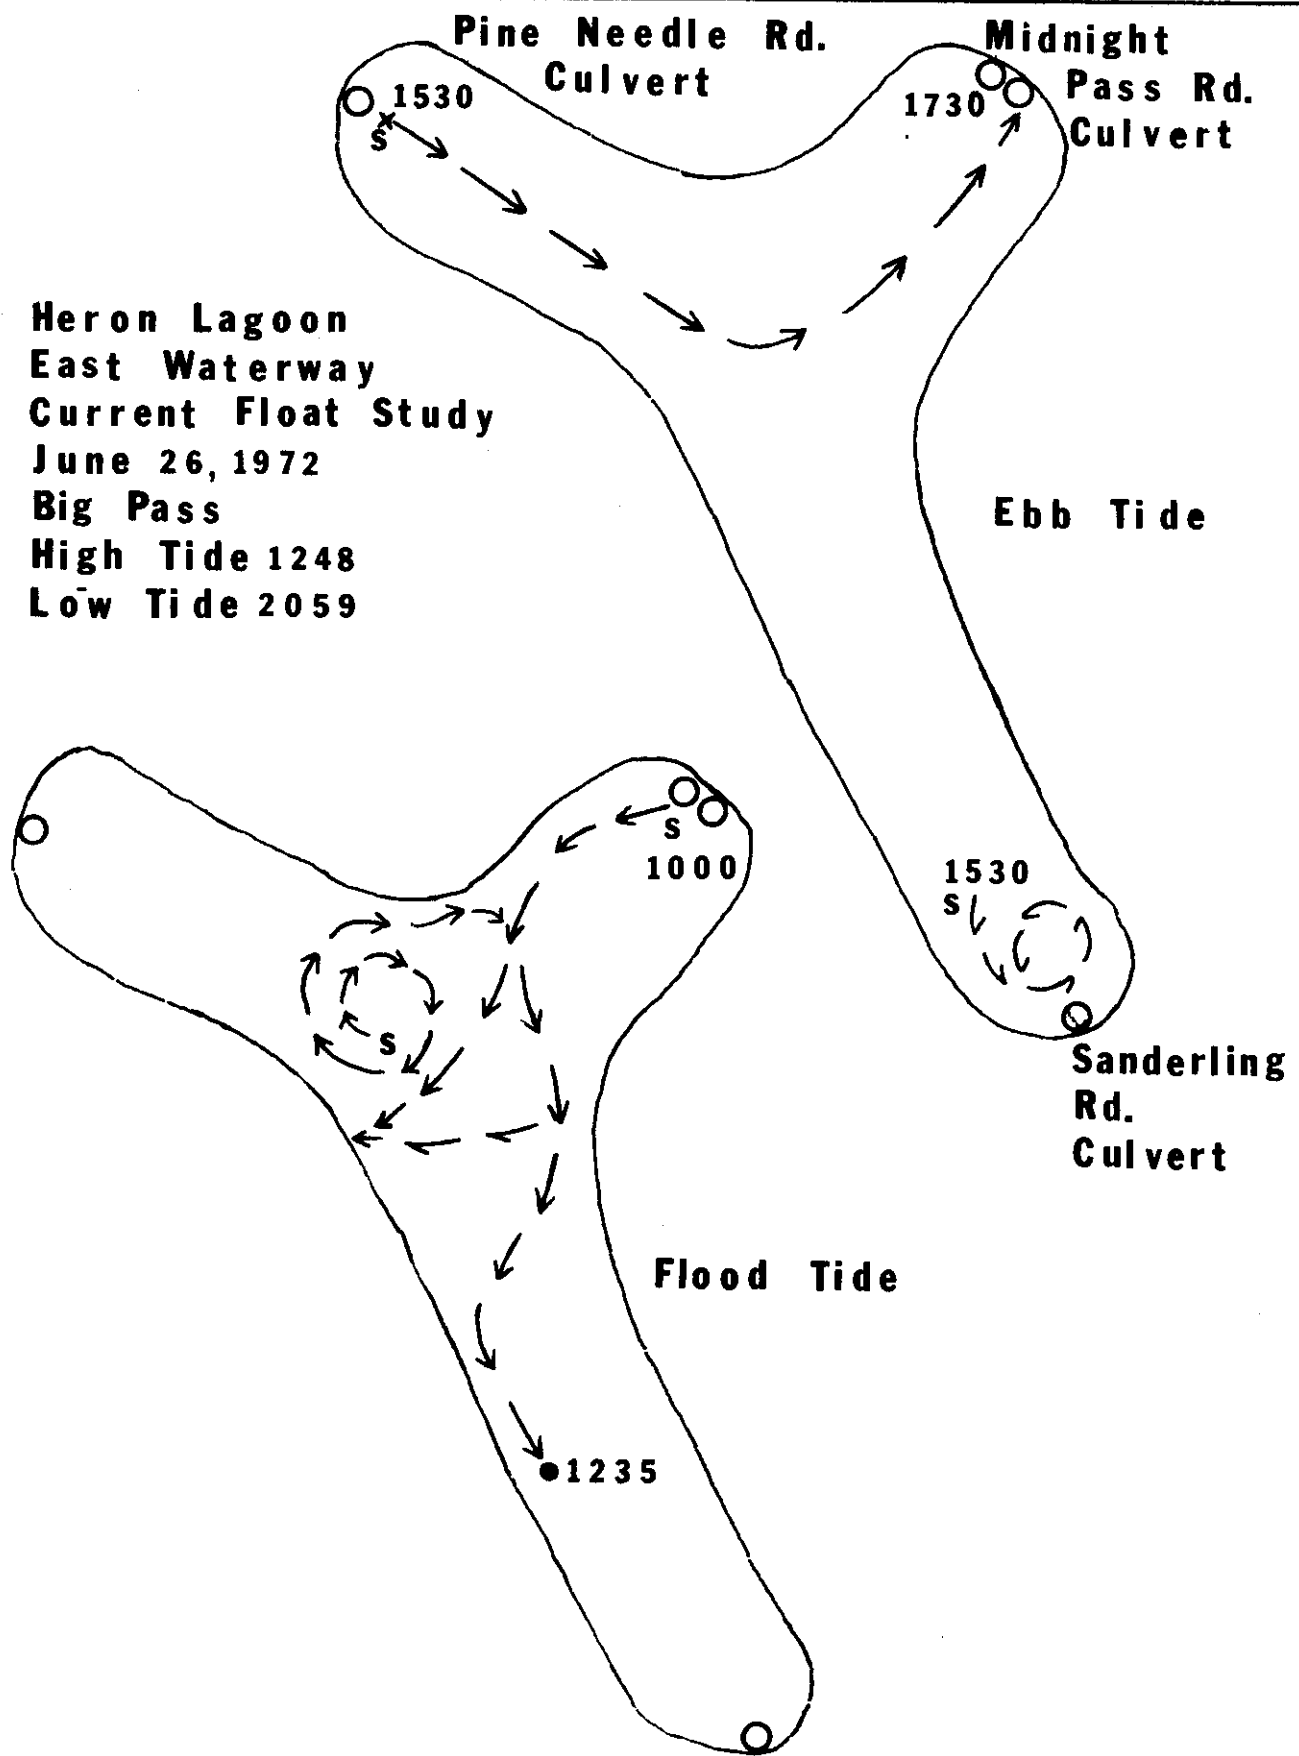 Pine Needle Rd.
Culvert
Midnight
Pass Rd.
Culvert
1530
S
1730
Heron Lagoon
East Waterway
Current Float Study
June 26, 1972
Big Pass
High Tide 1248
Low Tide 2059
Ebb Tide
1530
S
Sanderling
Rd.
Culvert
S
1000
S
Flood Tide
1235